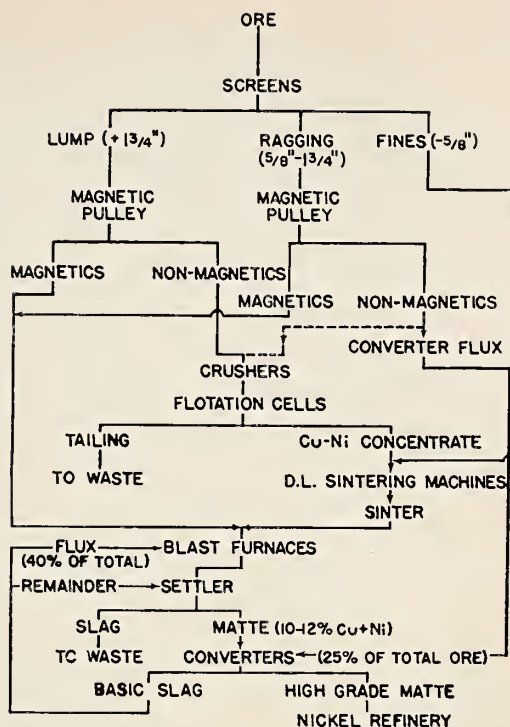 ORE
SCREENS
LUMP (+ 1 3/4")
RAGGING
(5/8"-1 3/4")
FINES (-5/8")
MAGNETIC
PULLEY
MAGNETIC
PULLEY
MAGNETICS
NON-MAGNETICS
MAGNETICS
NON-MAGNETICS
CONVERTER FLUX
CRUSHERS
FLOTATION CELLS
TAILING
Cu-Ni CONCENTRATE
TO WASTE
D.L. SINTERING MACHINES
SINTER
FLUX
(40% OF TOTAL)
BLAST FURNACES
REMAINDER
SETTLER
SLAG
MATTE (10-12% Cu+Ni)
TC WASTE
CONVERTERS
(25% OF TOTAL ORE)
BASIC SLAG
HIGH GRADE MATTE
NICKEL REFINERY